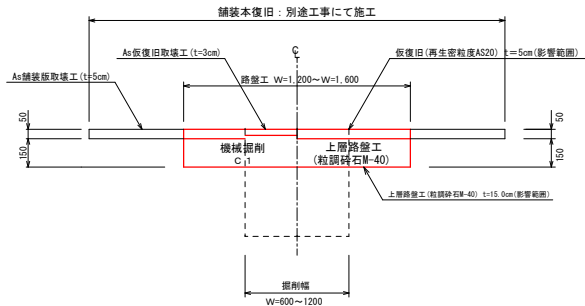 舗装本復旧：別途工事にて施工
As仮復旧取壊工(t=3cm)
℄
仮復旧(再生密粒度AS20) t＝5cm(影響範囲)
As舗装版取壊工(t=5cm)
路盤工 W=1,200～W=1,600
50
150
機械掘削
C 1
上層路盤工
(粒調砕石M-40)
50
150
上層路盤工(粒調砕石M-40) t=15.0cm(影響範囲)
掘削幅
W=600～1200